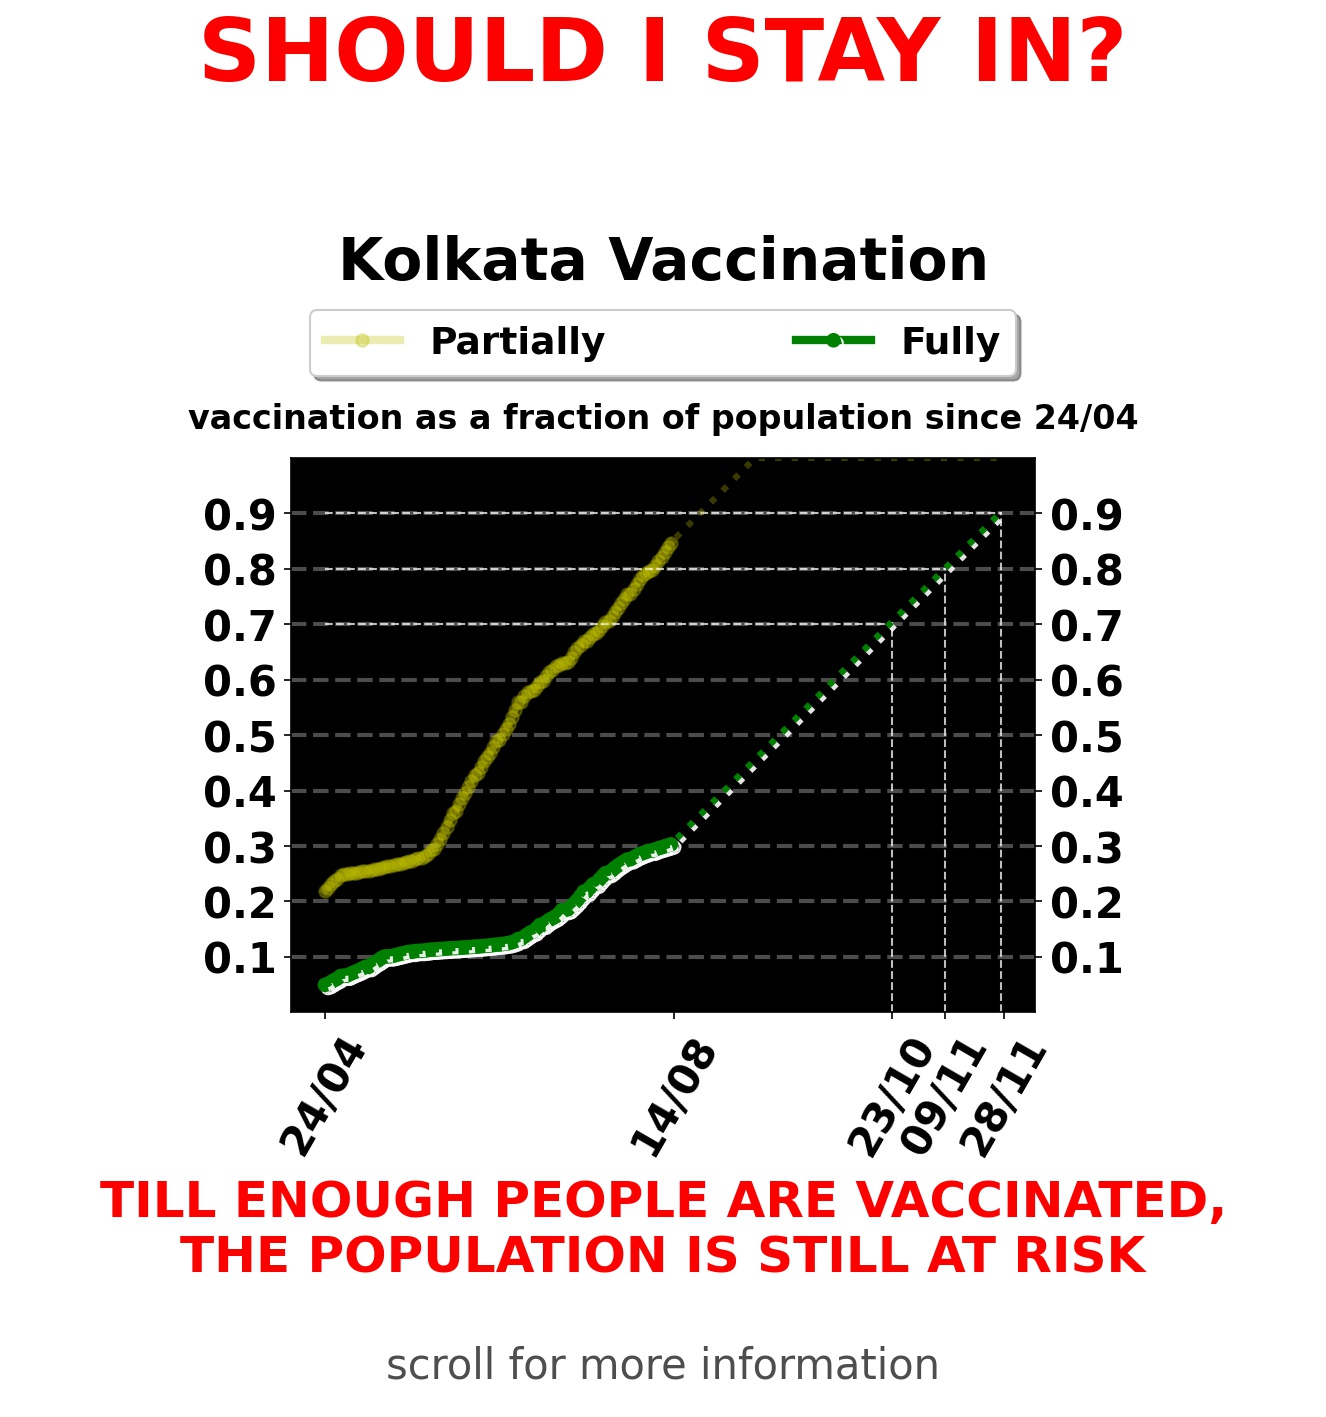 SHOULD I STAY IN?
Kolkata Vaccination
Partially Fully
vaccination as a fraction of population since 24/04
0.9 0.9
0.8 0.8
0.7 0.7
0.6 0.6
0.5 0.5
0.4 0.4
0.3 0.3
0.2 0.2
0.1 0.1
24/04 14/08 23/10 09/11 28/11
TILL ENOUGH PEOPLE ARE VACCINATED,
THE POPULATION IS STILL AT RISK
scroll for more information